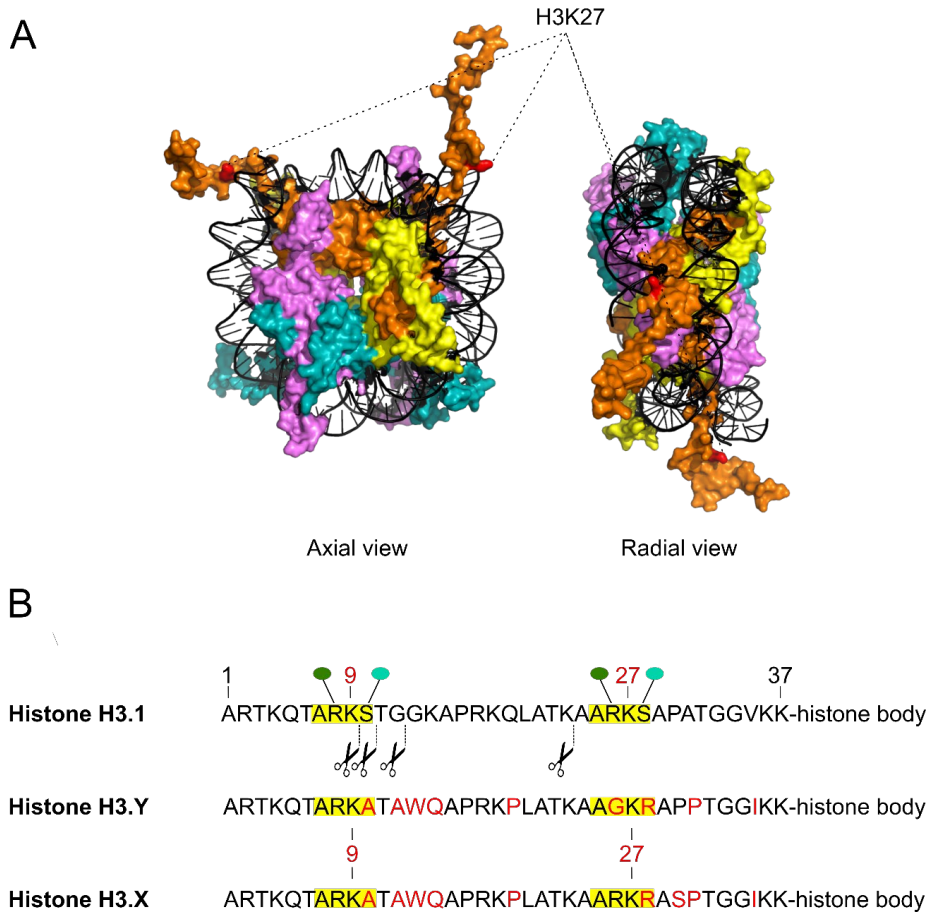 A
H3K27
Axial view
Radial view
B
1
9
27
37
Histone H3.1
ARTKQTARKSTGGKAPRKQLATKAARKSAPATGGVKK-histone body
Histone H3.Y
ARTKQTARKATAWQAPRKPLATKAAGKRAPPTGGIKK-histone body
9
27
Histone H3.X
ARTKQTARKATAWQAPRKPLATKAARKRASPTGGIKK-histone body